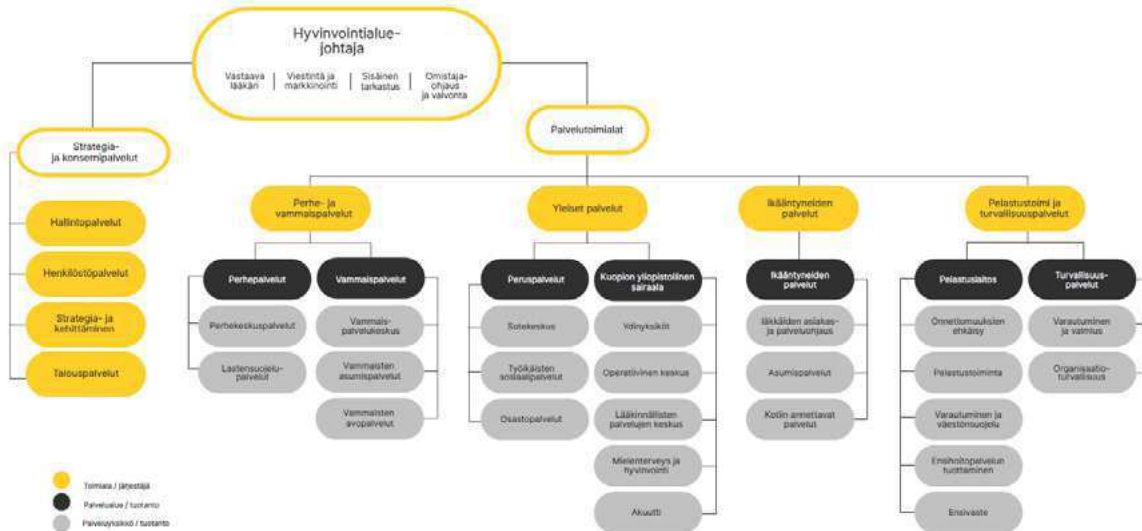 Hyvinvointialue-
johtaja
Vastaava
lääkäri
Viestintä ja
markkinointi
Sisäinen
tarkastus
Omistaja-
ohjaus
ja valvonta
Strategia-
ja konsernipalvelut
Hallintopalvelut
Henkilöstöpalvelut
Strategia- ja
kehittäminen
Talouspalvelut
Palvelutoimialat
Perhe- ja
vammaispalvelut
Perhepalvelut
Perhekeskuspalvelut
Lastensuojelu-
palvelut
Vammaispalvelut
Vammais-
palvelukeskus
Vammaisten
asumispalvelut
Vammaisten
avopalvelut
Yleiset palvelut
Peruspalvelut
Sotekeskus
Työikäisten
sosiaalipalvelut
Osastopalvelut
Kuopion yliopistollinen
sairaala
Ydinyksiköt
Operatiivinen keskus
Lääkinnällisten
palvelujen keskus
Mielenterveys ja
hyvinvointi
Akuutti
Ikääntyneiden
palvelut
Ikääntyneiden
palvelut
Iäkkäiden asiakas-
ja palveluohjaus
Asumispalvelut
Kotiin annettavat
palvelut
Pelastustoimi ja
turvallisuuspalvelut
Pelastuslaitos
Onnettomuuksien
ehkäisy
Pelastustoiminta
Varautuminen ja
väestönsuojelu
Ensihoitopalvelun
tuottaminen
Ensivaste
Turvallisuus-
palvelut
Varautuminen
ja valmius
Organisaatio-
turvallisuus
Toimiala / järjestäjä
Palvelualue / tuotanto
Palveluyksikkö / tuotanto